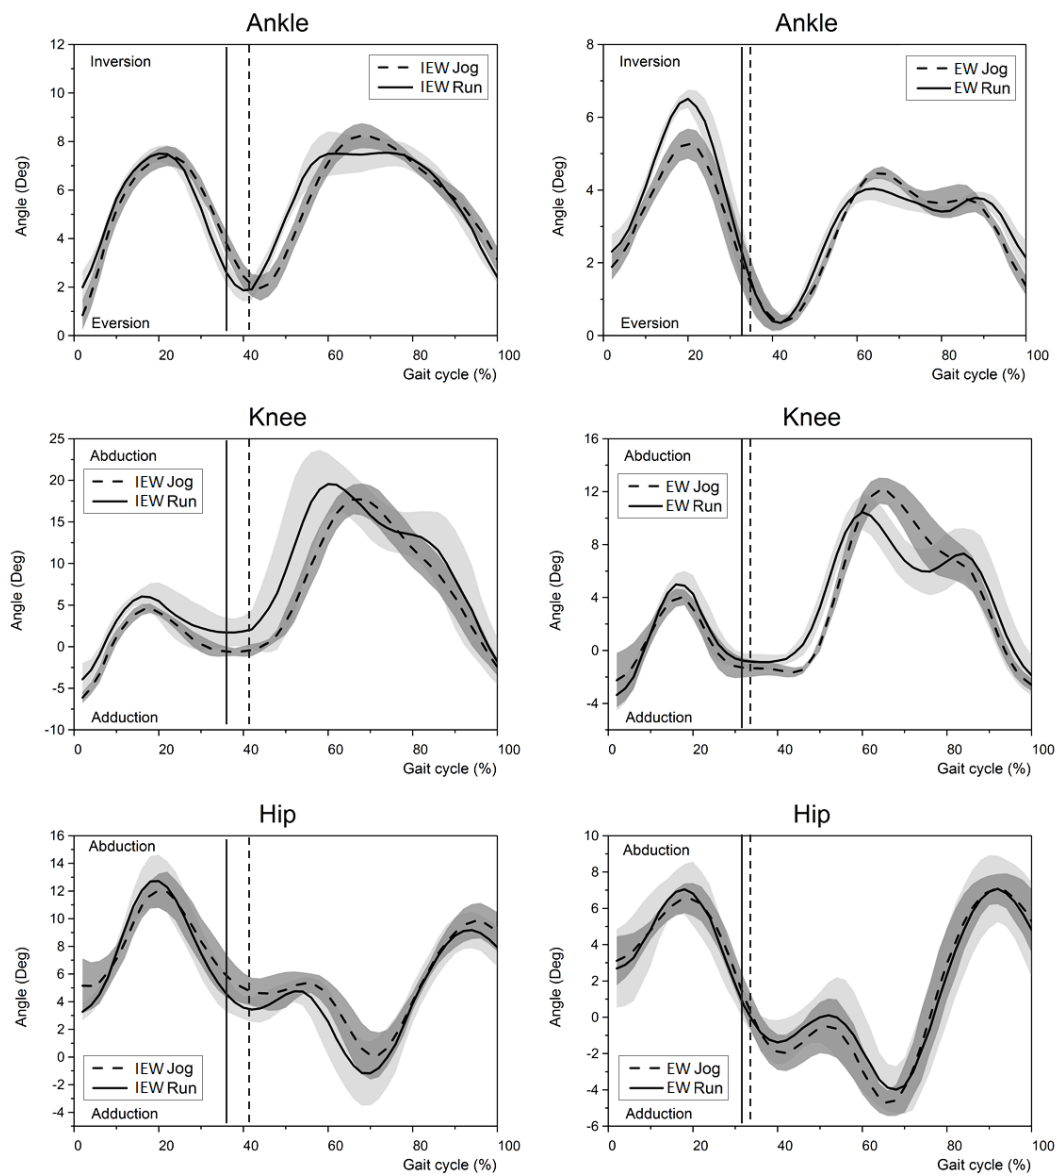 Ankle
12
10
8
6
4
2
0
Angle (Deg)
Inversion
Eversion
IEW Jog
IEW Run
0
20
40
60
80
100
Gait cycle (%)
Ankle
8
6
4
2
0
Angle (Deg)
Inversion
Eversion
EW Jog
EW Run
0
20
40
60
80
100
Gait cycle (%)
Knee
25
20
15
10
5
0
-5
-10
Angle (Deg)
Abduction
IEW Jog
IEW Run
Adduction
0
20
40
60
80
100
Gait cycle (%)
Knee
16
12
8
4
0
-4
Angle (Deg)
Abduction
EW Jog
EW Run
Adduction
0
20
40
60
80
100
Gait cycle (%)
Hip
16
14
12
10
8
6
4
2
0
-2
-4
Angle (Deg)
Abduction
IEW Jog
IEW Run
Adduction
0
20
40
60
80
100
Gait cycle (%)
Hip
10
8
6
4
2
0
-2
-4
-6
Angle (Deg)
Abduction
EW Jog
EW Run
Adduction
0
20
40
60
80
100
Gait cycle (%)